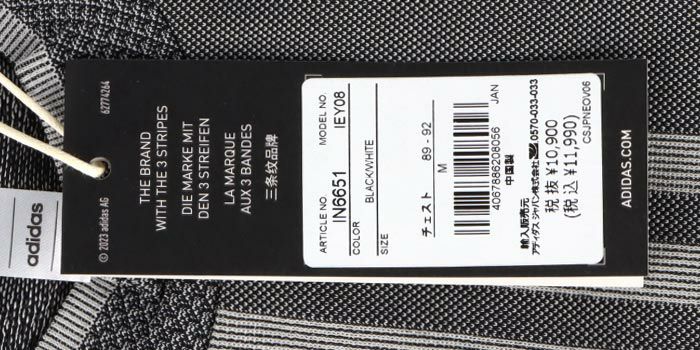 62774264
THE BRAND
WITH THE 3 STRIPES
DIE MARKE MIT
DEN 3 STREIFEN
LA MARQUE
AUX 3 BANDES
三条纹品牌
© 2023 adidas AG
adidas
ARTICLE NO.
IN6651
MODEL NO.
IEY08
COLOR
BLACK/WHITE
SIZE
チェスト 89 - 92
M
JAN
4067886208056
中国製
輸入販売元
アディダス ジャパン株式会社 0570-033-033
税 抜 ¥10,900
(税 込 ¥11,990)
CSJPNEOV06
ADIDAS.COM